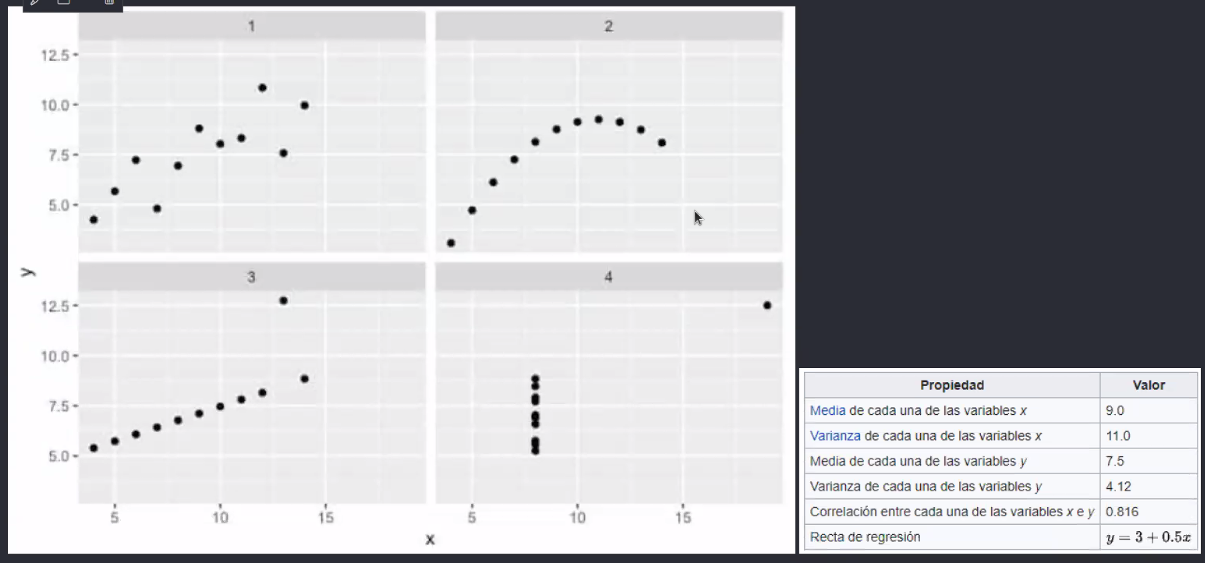 1
2
12.5
10.0
7.5
5.0
y
3
4
12.5
10.0
7.5
5.0
5
10
15
5
10
15
x
Propiedad Valor
Media de cada una de las variables x 9.0
Varianza de cada una de las variables x 11.0
Media de cada una de las variables y 7.5
Varianza de cada una de las variables y 4.12
Correlación entre cada una de las variables x e y 0.816
Recta de regresión y = 3 + 0.5x